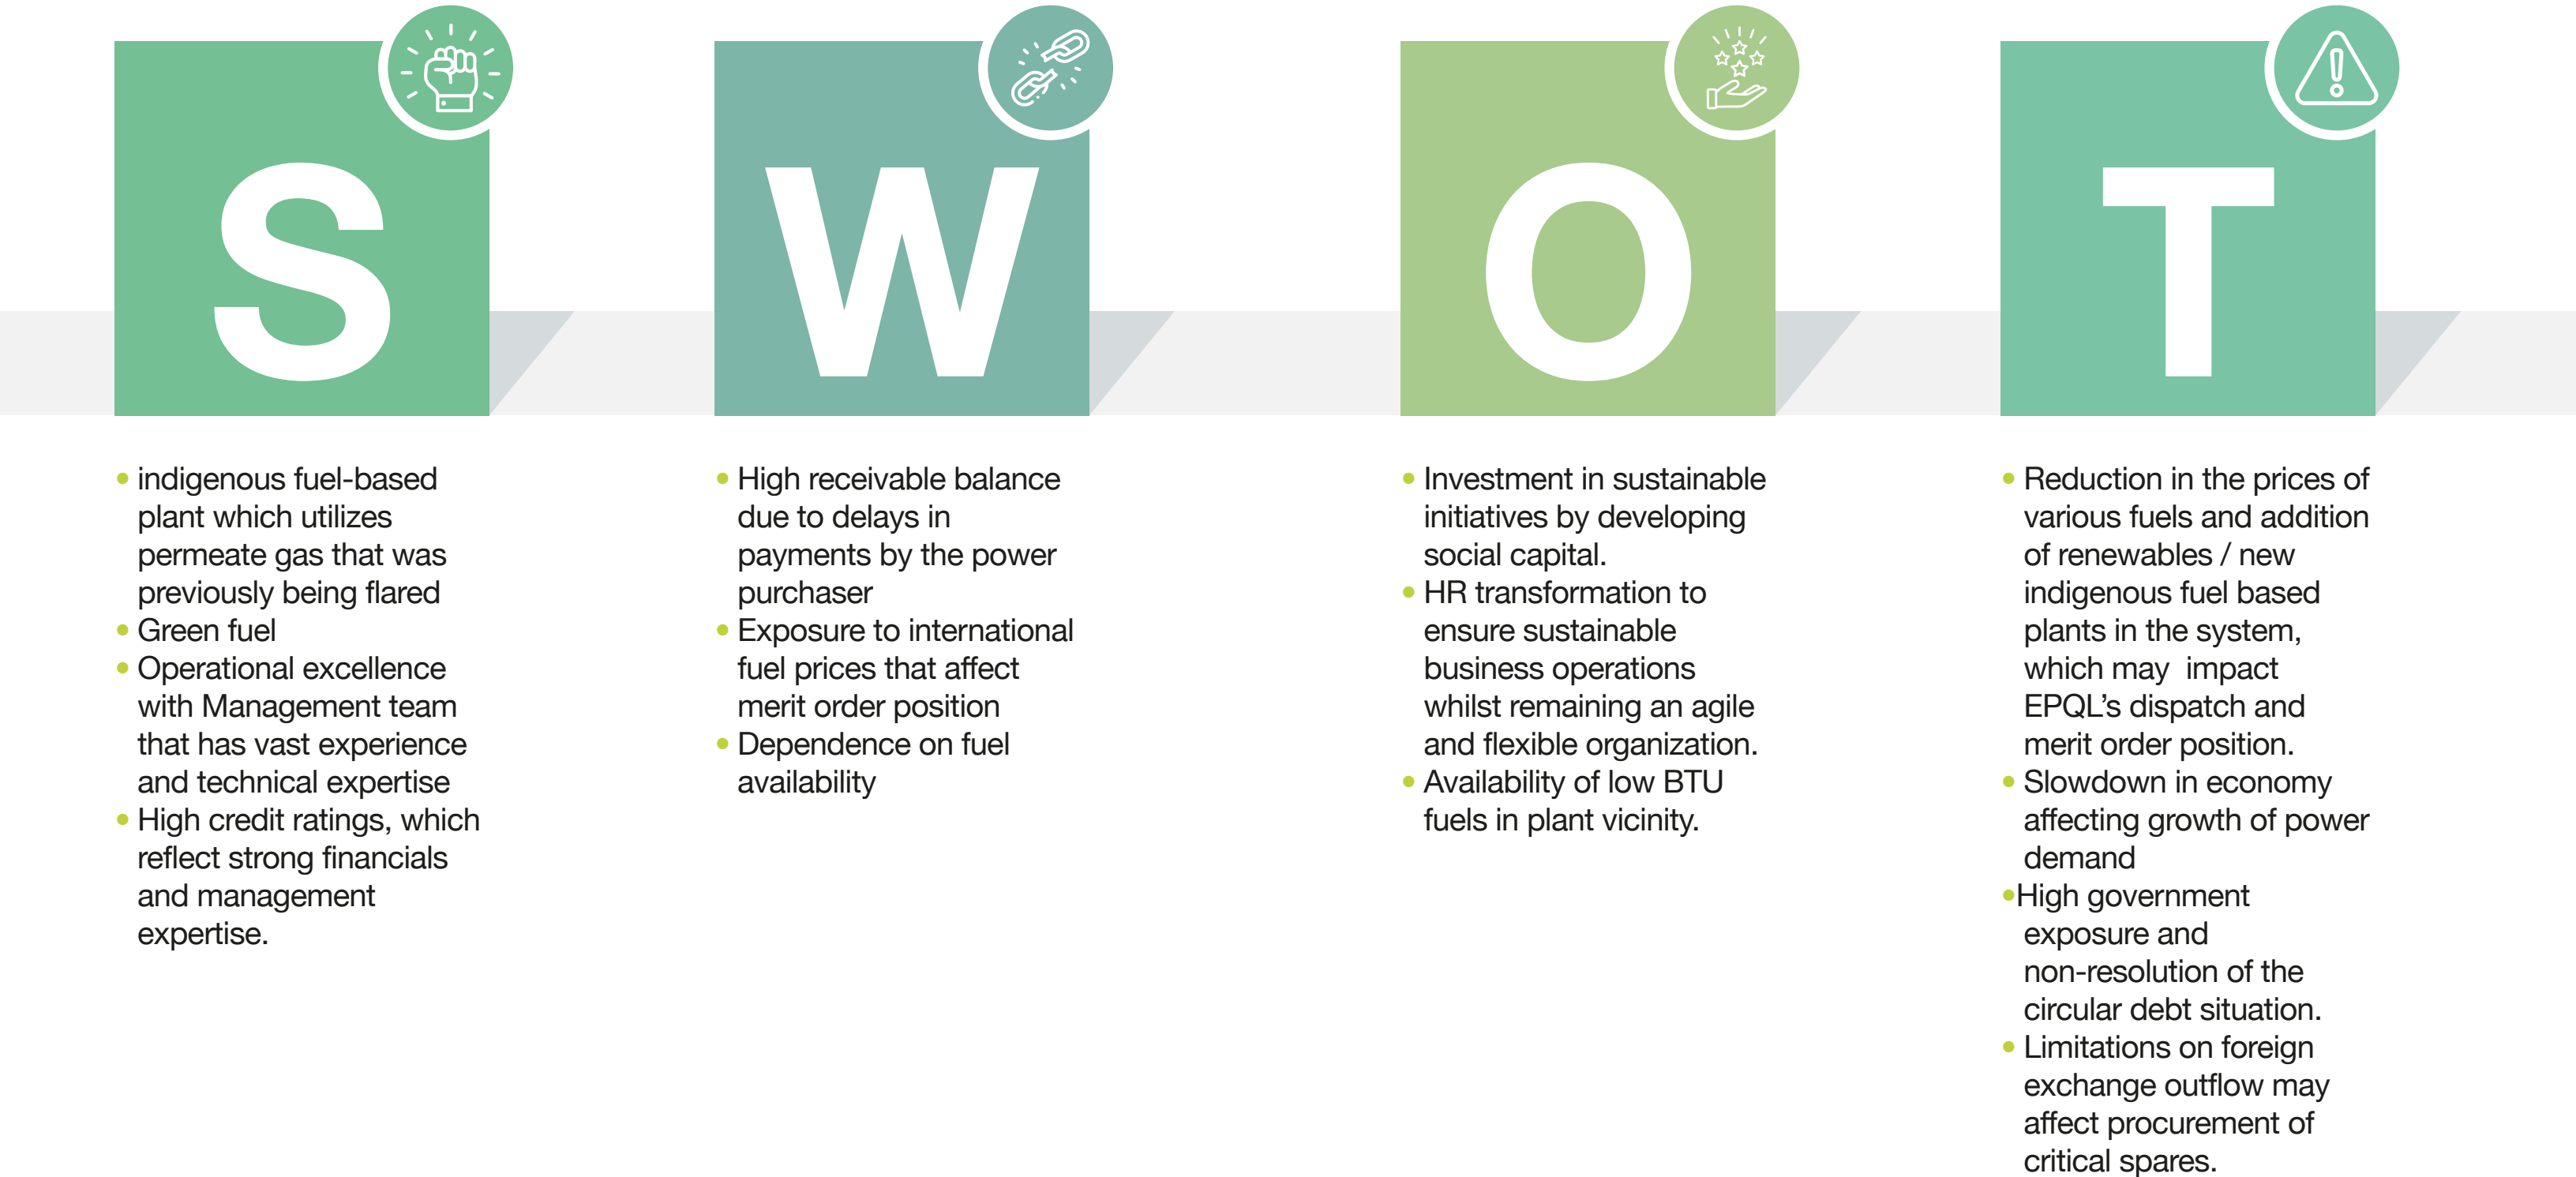 S
• indigenous fuel-based
plant which utilizes
permeate gas that was
previously being flared
• Green fuel
• Operational excellence
with Management team
that has vast experience
and technical expertise
• High credit ratings, which
reflect strong financials
and management
expertise.
W
• High receivable balance
due to delays in
payments by the power
purchaser
• Exposure to international
fuel prices that affect
merit order position
• Dependence on fuel
availability
O
• Investment in sustainable
initiatives by developing
social capital.
• HR transformation to
ensure sustainable
business operations
whilst remaining an agile
and flexible organization.
• Availability of low BTU
fuels in plant vicinity.
T
• Reduction in the prices of
various fuels and addition
of renewables / new
indigenous fuel based
plants in the system,
which may  impact
EPQL’s dispatch and
merit order position.
• Slowdown in economy
affecting growth of power
demand
•High government
exposure and
non-resolution of the
circular debt situation.
• Limitations on foreign
exchange outflow may
affect procurement of
critical spares.